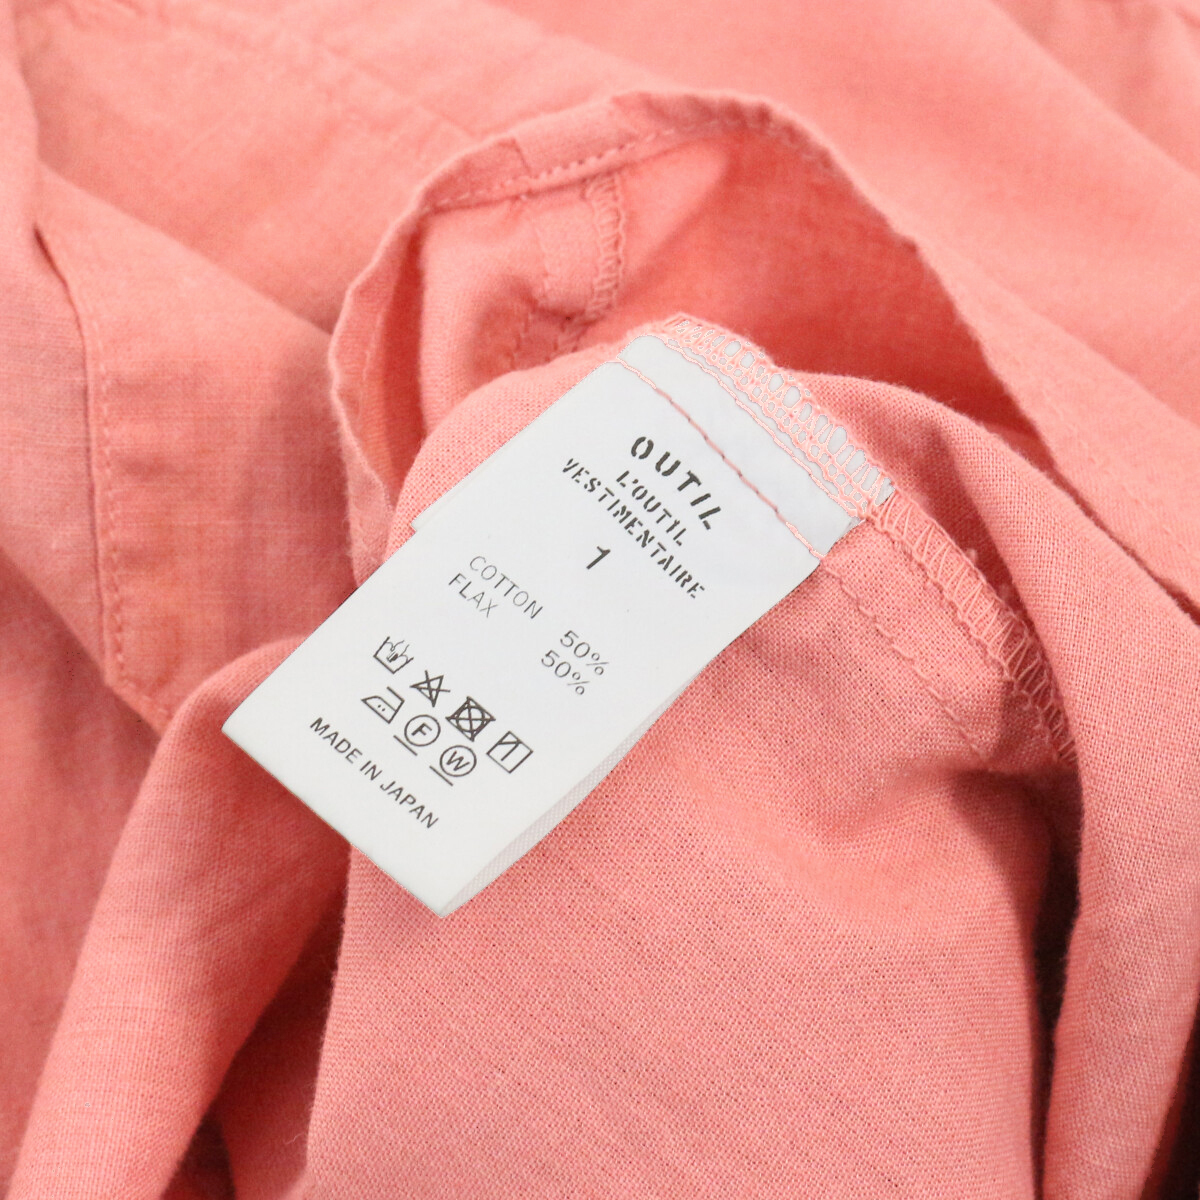 OUTIL
L'OUTIL
VESTIMENTAIRE
1
COTTON 50%
FLAX 50%
F W
MADE IN JAPAN